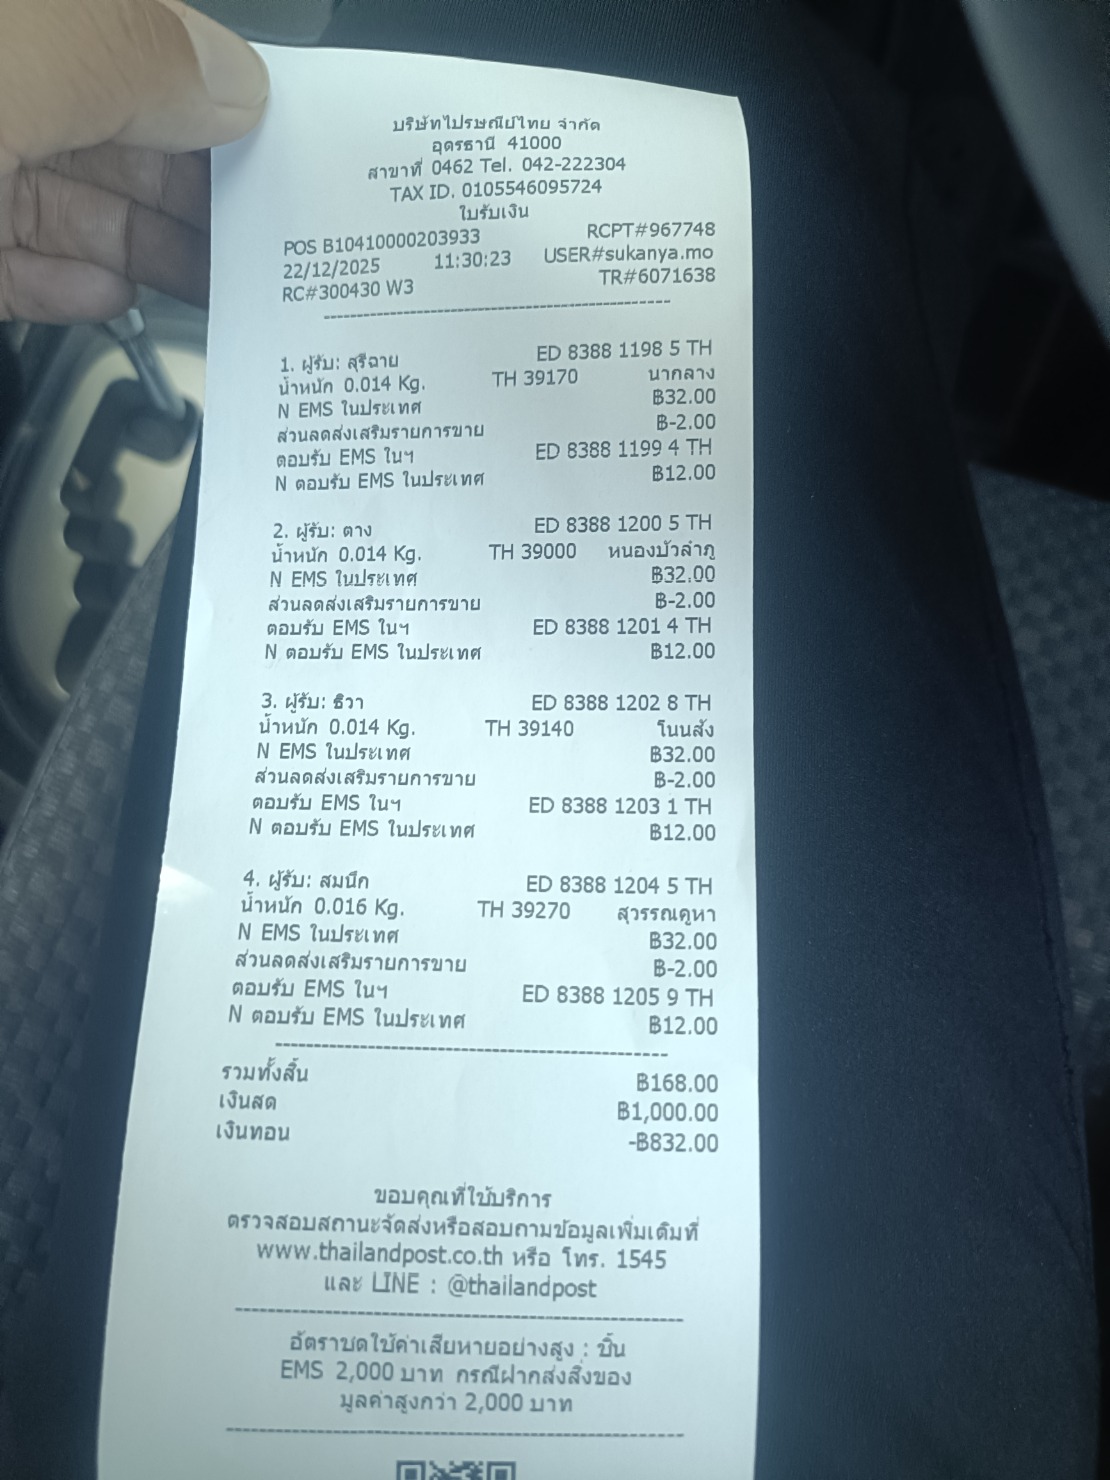 บริษัทไปรษณีย์ไทย จำกัด
อุดรธานี 41000
สาขาที่ 0462 Tel. 042-222304
TAX ID. 0105546095724
ใบรับเงิน
POS B10410000203933 RCPT#967748
22/12/2025 11:30:23 USER#sukanya.mo
RC#300430 W3 TR#6071638
1. ผู้รับ: สุรีฉาย ED 8388 1198 5 TH
น้ำหนัก 0.014 Kg. TH 39170 นากลาง
N EMS ในประเทศ ฿32.00
ส่วนลดส่งเสริมรายการขาย ฿-2.00
ตอบรับ EMS ในฯ ED 8388 1199 4 TH
N ตอบรับ EMS ในประเทศ ฿12.00
2. ผู้รับ: ตาง ED 8388 1200 5 TH
น้ำหนัก 0.014 Kg. TH 39000 หนองบัวลำภู
N EMS ในประเทศ ฿32.00
ส่วนลดส่งเสริมรายการขาย ฿-2.00
ตอบรับ EMS ในฯ ED 8388 1201 4 TH
N ตอบรับ EMS ในประเทศ ฿12.00
3. ผู้รับ: ธิวา ED 8388 1202 8 TH
น้ำหนัก 0.014 Kg. TH 39140 โนนสัง
N EMS ในประเทศ ฿32.00
ส่วนลดส่งเสริมรายการขาย ฿-2.00
ตอบรับ EMS ในฯ ED 8388 1203 1 TH
N ตอบรับ EMS ในประเทศ ฿12.00
4. ผู้รับ: สมนึก ED 8388 1204 5 TH
น้ำหนัก 0.016 Kg. TH 39270 สุวรรณคูหา
N EMS ในประเทศ ฿32.00
ส่วนลดส่งเสริมรายการขาย ฿-2.00
ตอบรับ EMS ในฯ ED 8388 1205 9 TH
N ตอบรับ EMS ในประเทศ ฿12.00
รวมทั้งสิ้น ฿168.00
เงินสด ฿1,000.00
เงินทอน -฿832.00
ขอบคุณที่ใช้บริการ
ตรวจสอบสถานะจัดส่งหรือสอบถามข้อมูลเพิ่มเติมที่
www.thailandpost.co.th หรือ โทร. 1545
และ LINE : @thailandpost
อัตราชดใช้ค่าเสียหายอย่างสูง : ชิ้น
EMS 2,000 บาท กรณีฝากส่งสิ่งของ
มูลค่าสูงกว่า 2,000 บาท